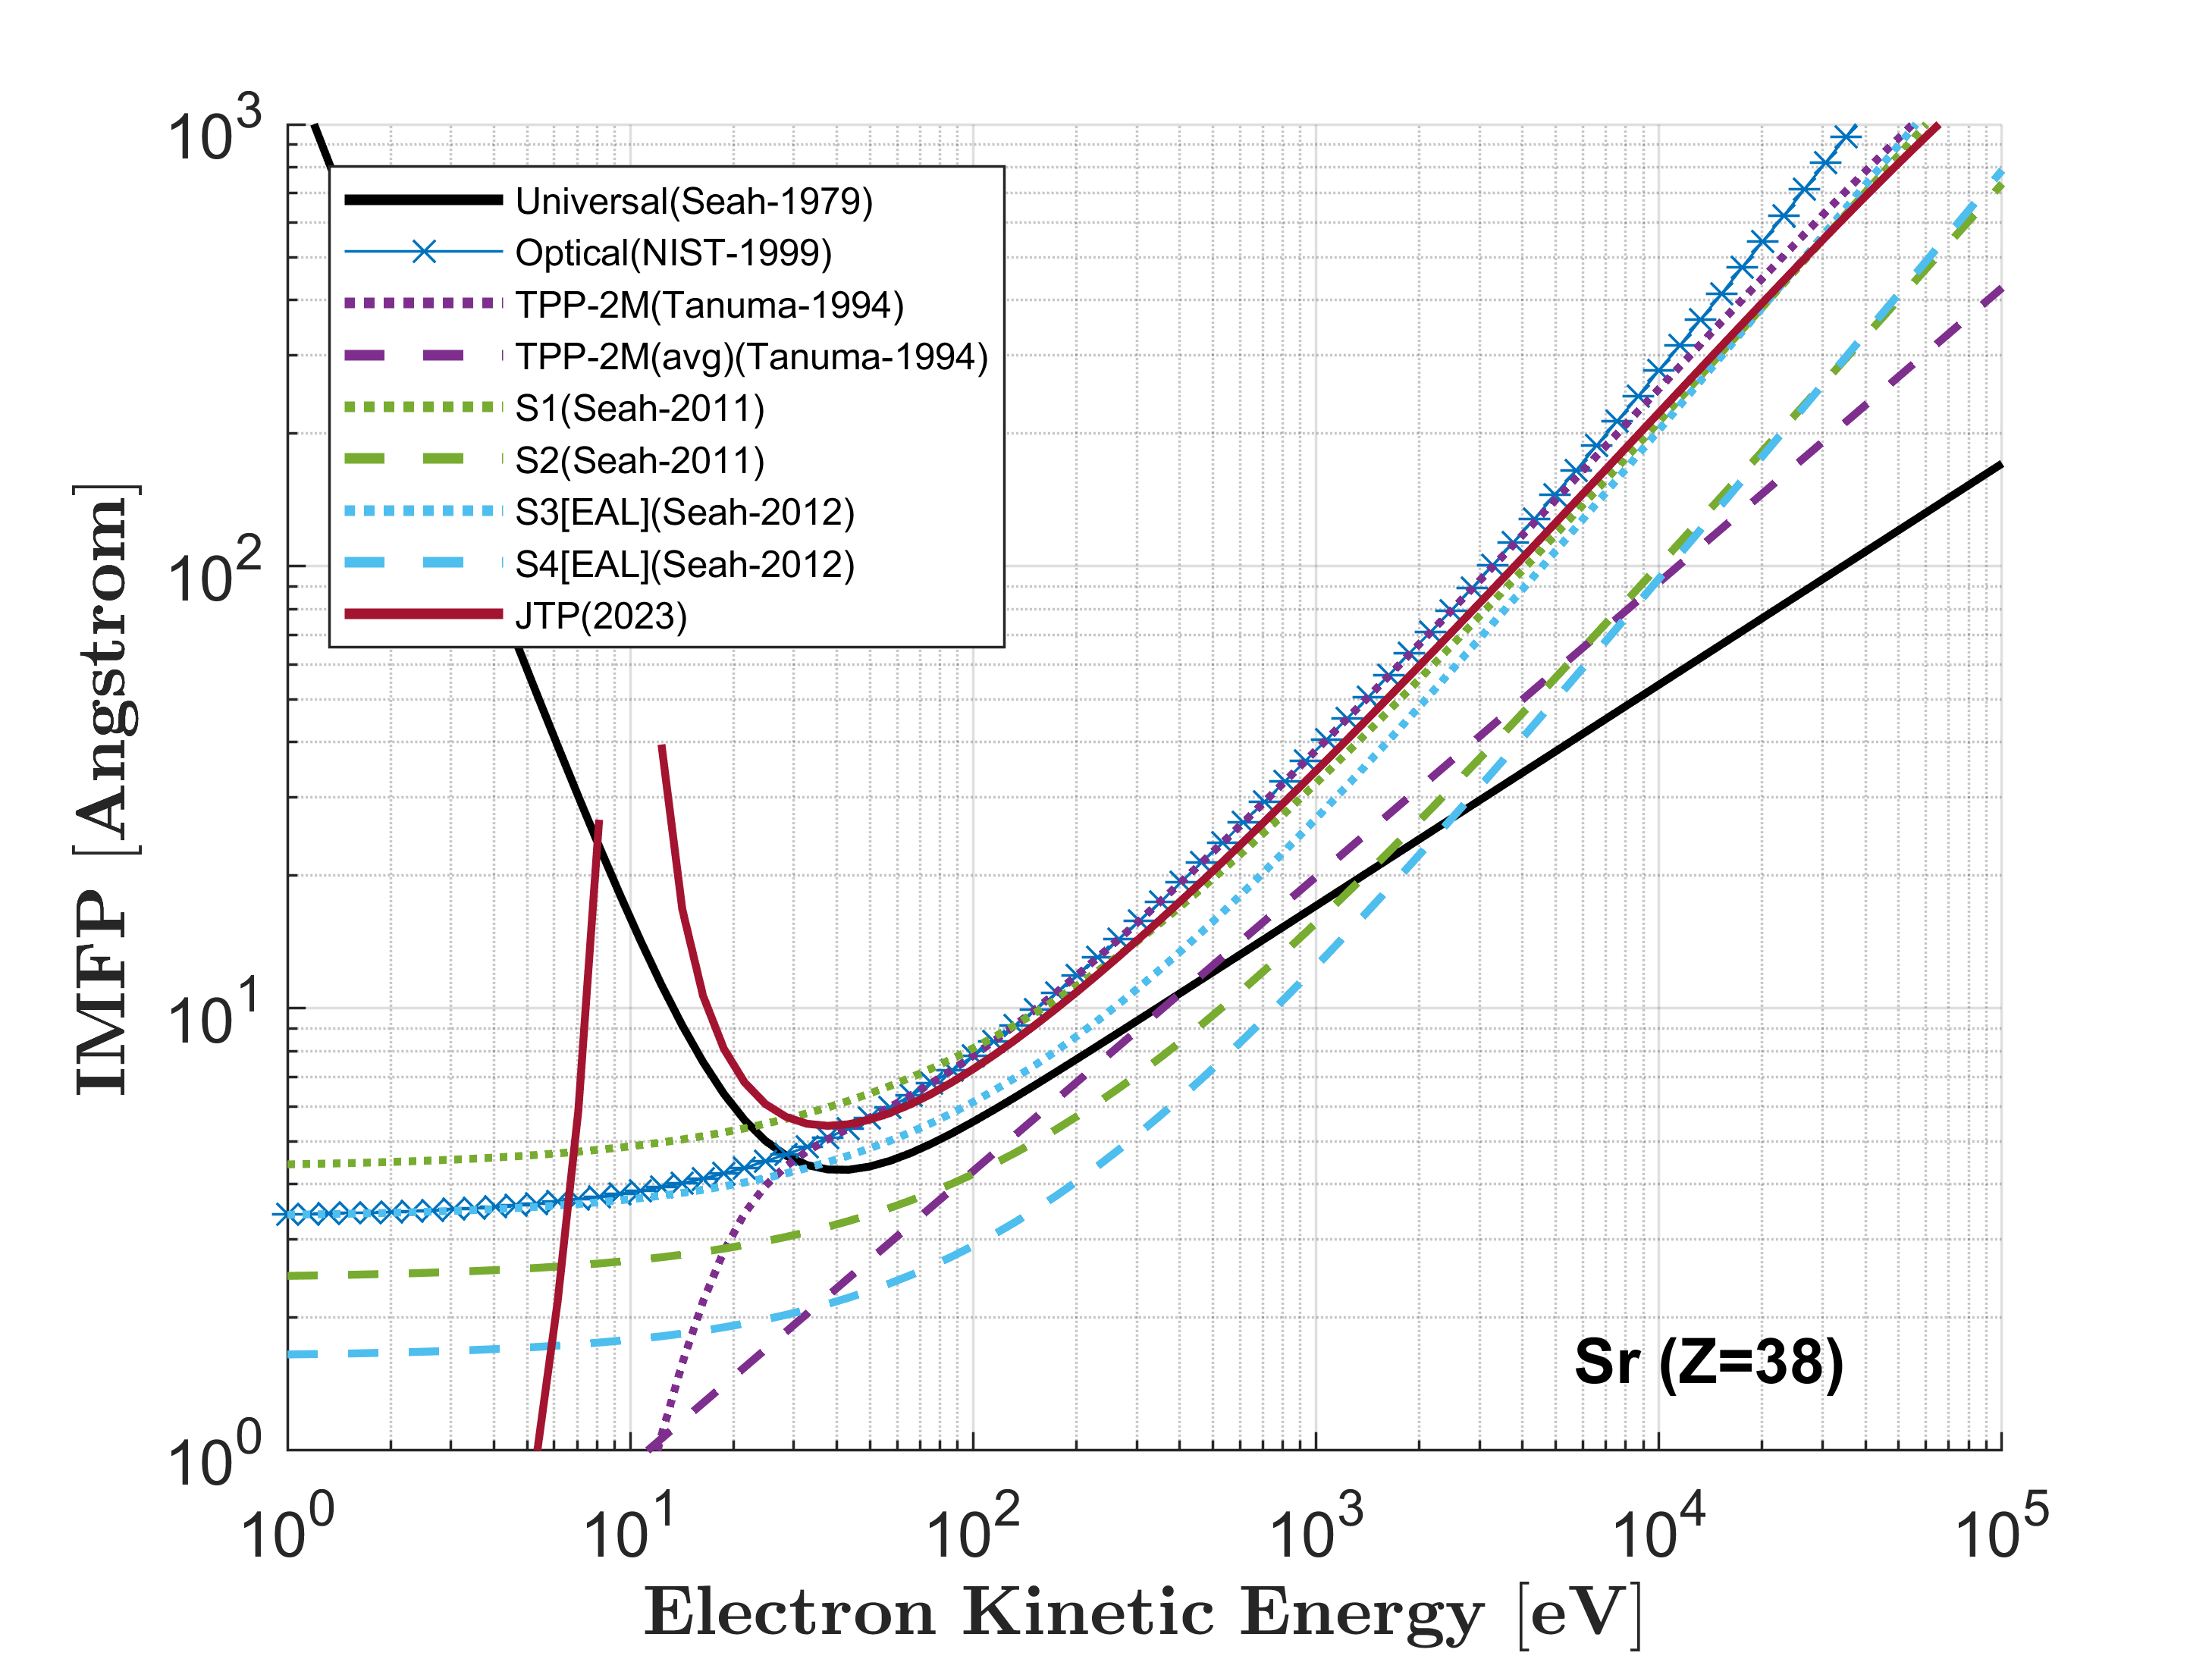 10^3
10^2
10^1
10^0
IMFP [Angstrom]
Universal(Seah-1979)
Optical(NIST-1999)
TPP-2M(Tanuma-1994)
TPP-2M(avg)(Tanuma-1994)
S1(Seah-2011)
S2(Seah-2011)
S3[EAL](Seah-2012)
S4[EAL](Seah-2012)
JTP(2023)
Sr (Z=38)
10^0 10^1 10^2 10^3 10^4 10^5
Electron Kinetic Energy [eV]